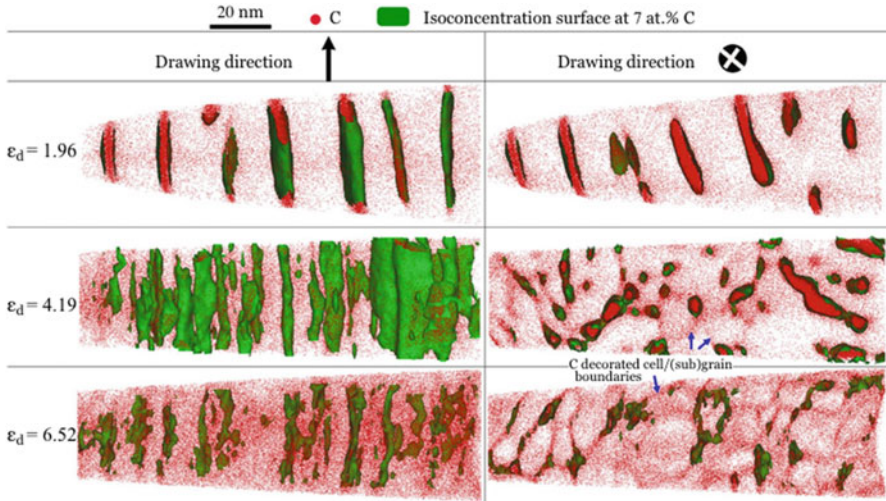 20 nm
C
Isoconcentration surface at 7 at.% C
Drawing direction
Drawing direction
εd = 1.96
εd = 4.19
C decorated cell/(sub)grain
boundaries
εd = 6.52